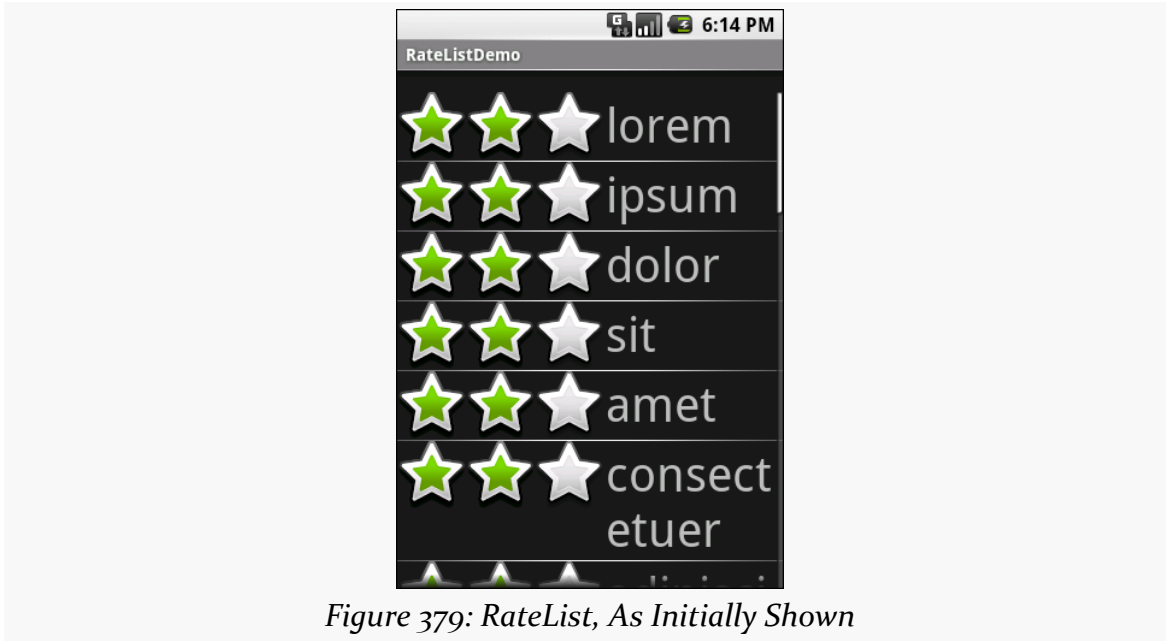 6:14 PM
RateListDemo
lorem
ipsum
dolor
sit
amet
consect
etuer
Figure 379: RateList, As Initially Shown